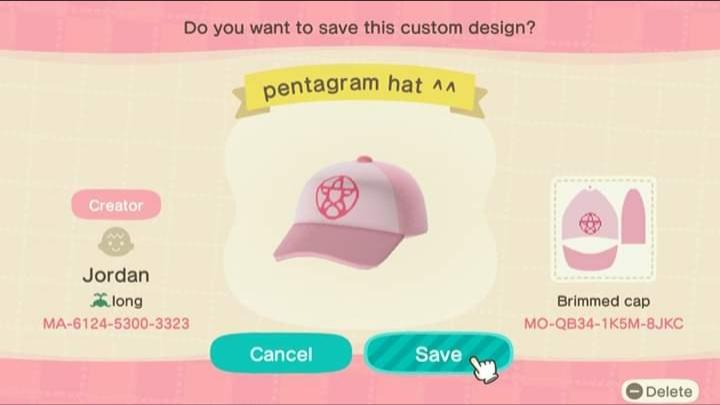 Do you want to save this custom design?
pentagram hat ^^
Creator
Jordan
long
MA-6124-5300-3323
Brimmed cap
MO-QB34-1K5M-8JKC
Cancel
Save
Delete